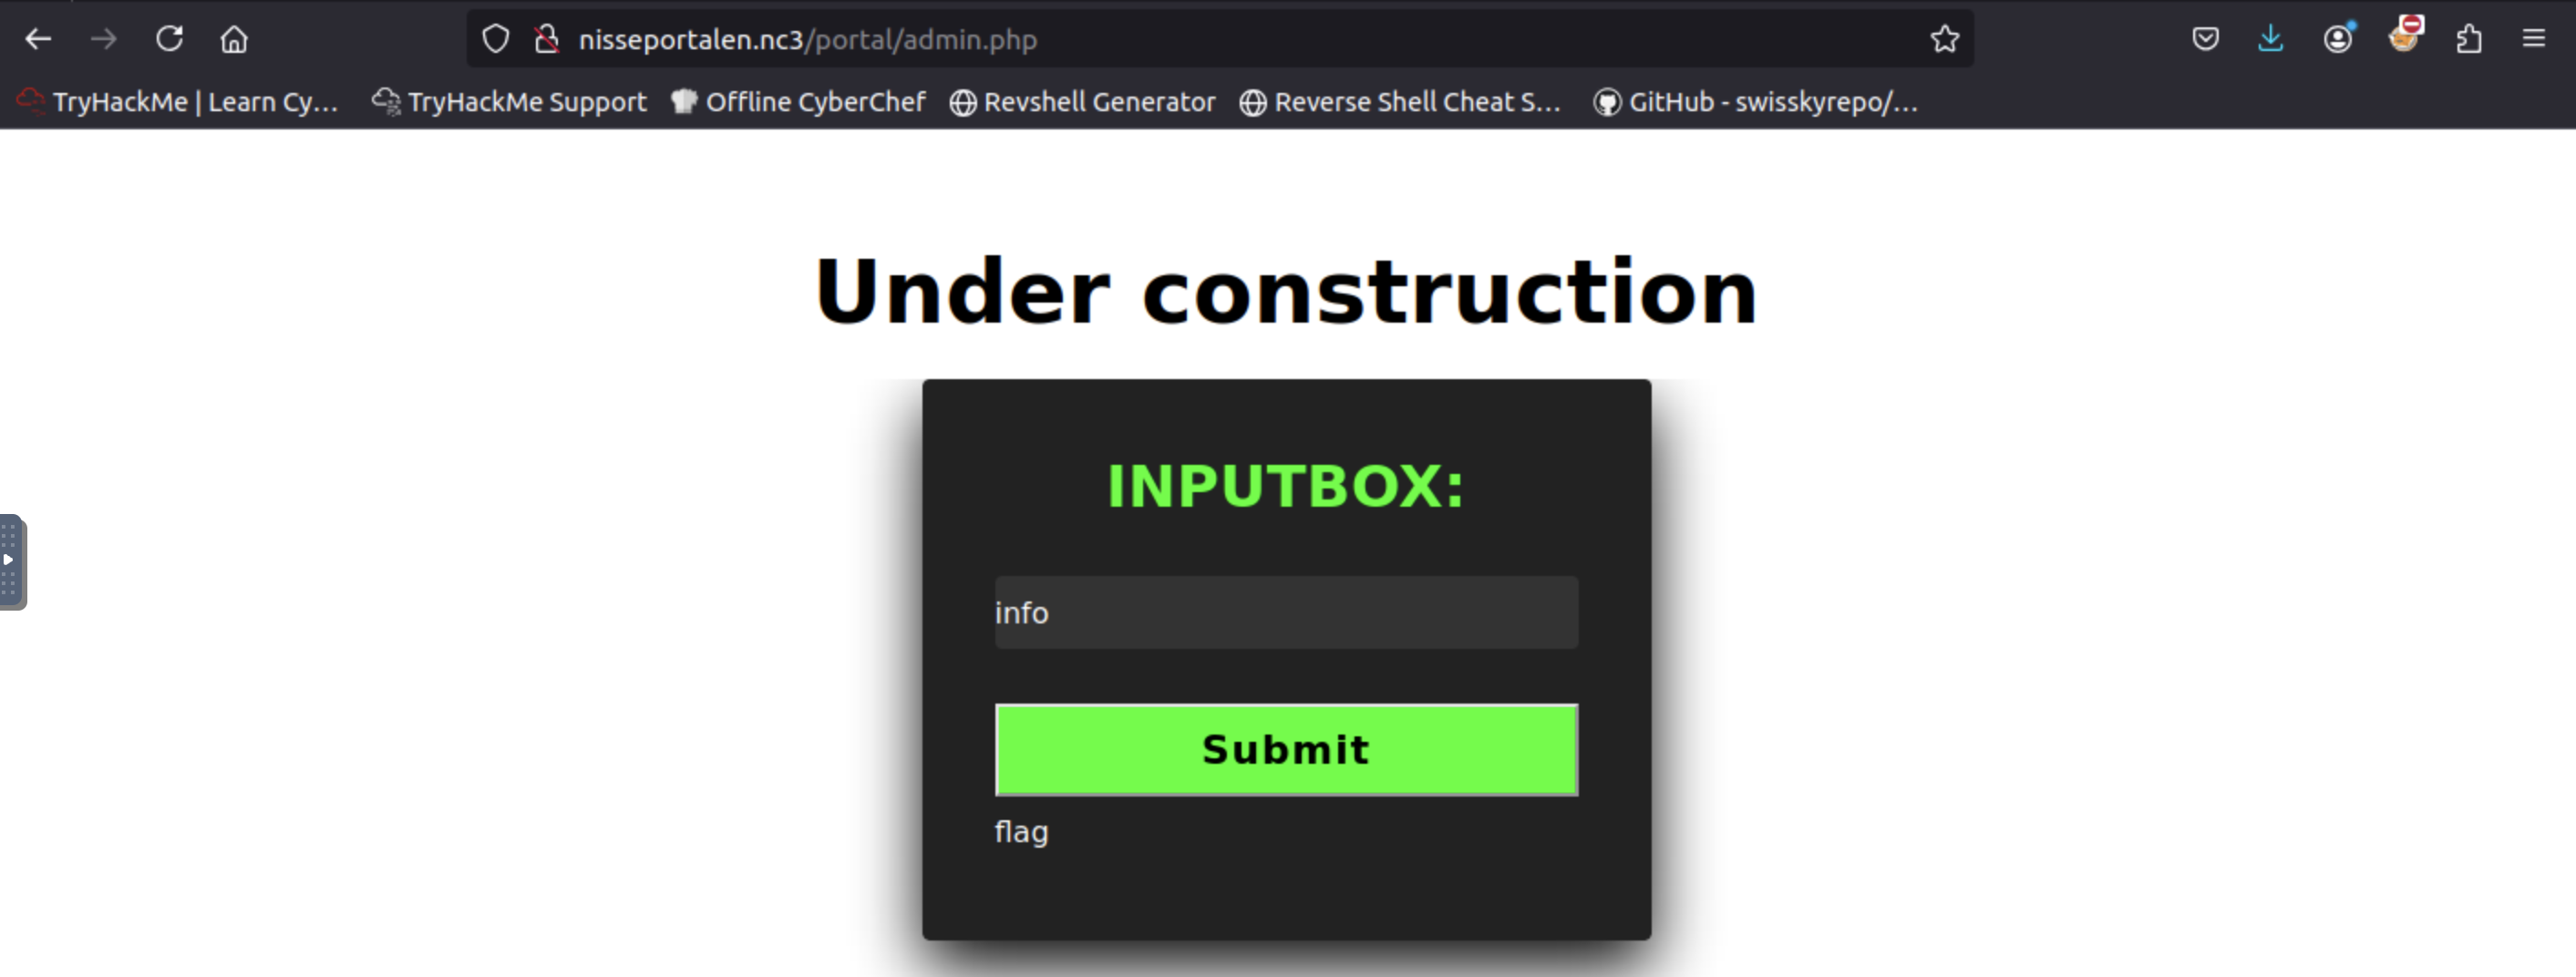 nisseportalen.nc3/portal/admin.php
TryHackMe | Learn Cy... TryHackMe Support Offline CyberChef Revshell Generator Reverse Shell Cheat S... GitHub - swisskyrepo/...
Under construction
INPUTBOX:
info
Submit
flag